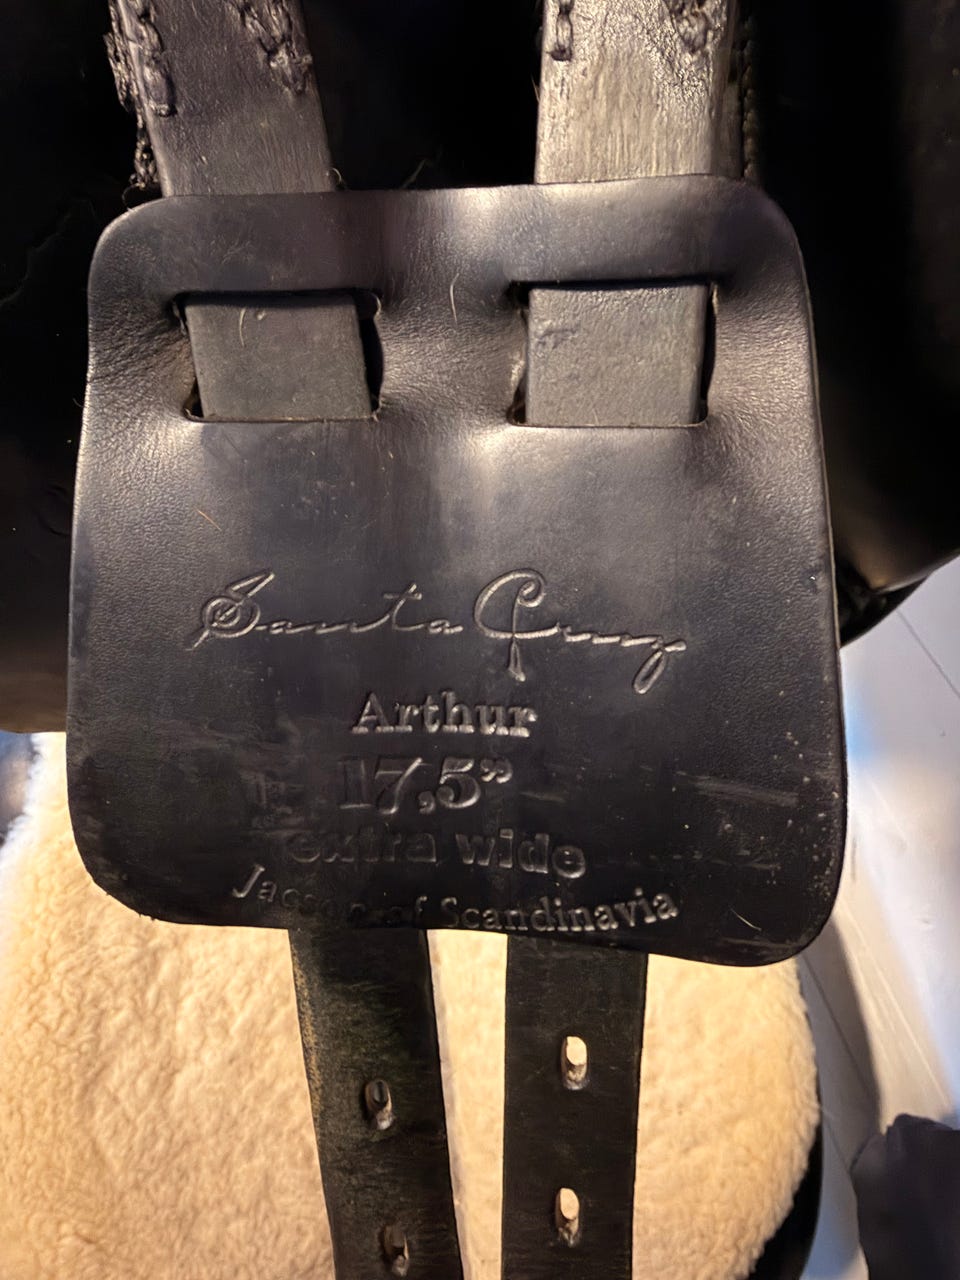 Santa Cruz
Arthur
17,5”
extra wide
Jacson of Scandinavia